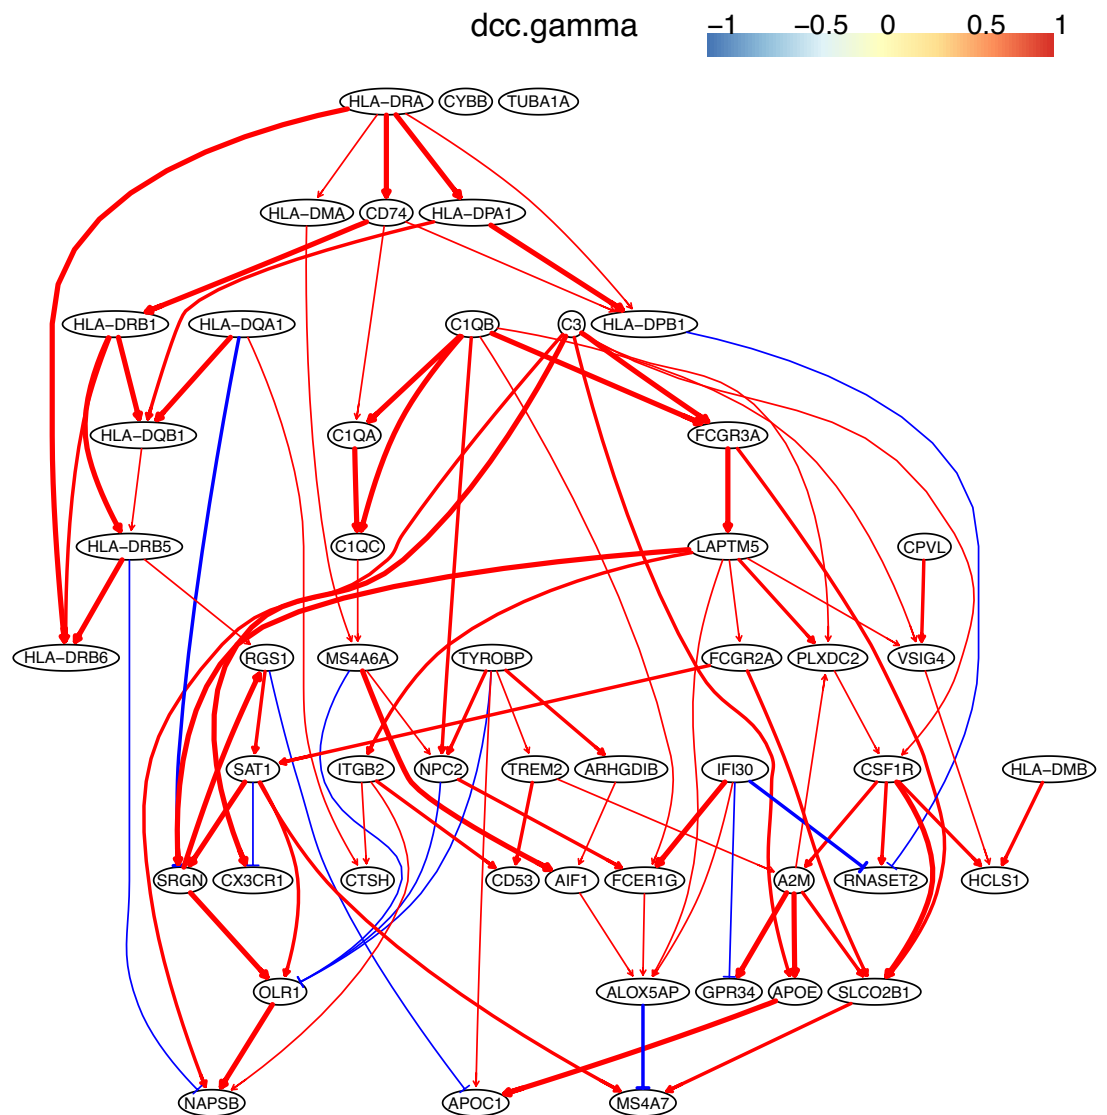 dcc.gamma
−1 −0.5 0 0.5 1
HLA−DRA CYBB TUBA1A
HLA−DMA CD74 HLA−DPA1
HLA−DRB1 HLA−DQA1 C1QB C3 HLA−DPB1
HLA−DQB1 C1QA FCGR3A
HLA−DRB5 C1QC LAPTM5 CPVL
HLA−DRB6 RGS1 MS4A6A TYROBP FCGR2A PLXDC2 VSIG4
SAT1 ITGB2 NPC2 TREM2 ARHGDIB IFI30 CSF1R HLA−DMB
SRGN CX3CR1 CTSH CD53 AIF1 FCER1G A2M RNASET2 HCLS1
OLR1 ALOX5AP GPR34 APOE SLCO2B1
NAPSB APOC1 MS4A7